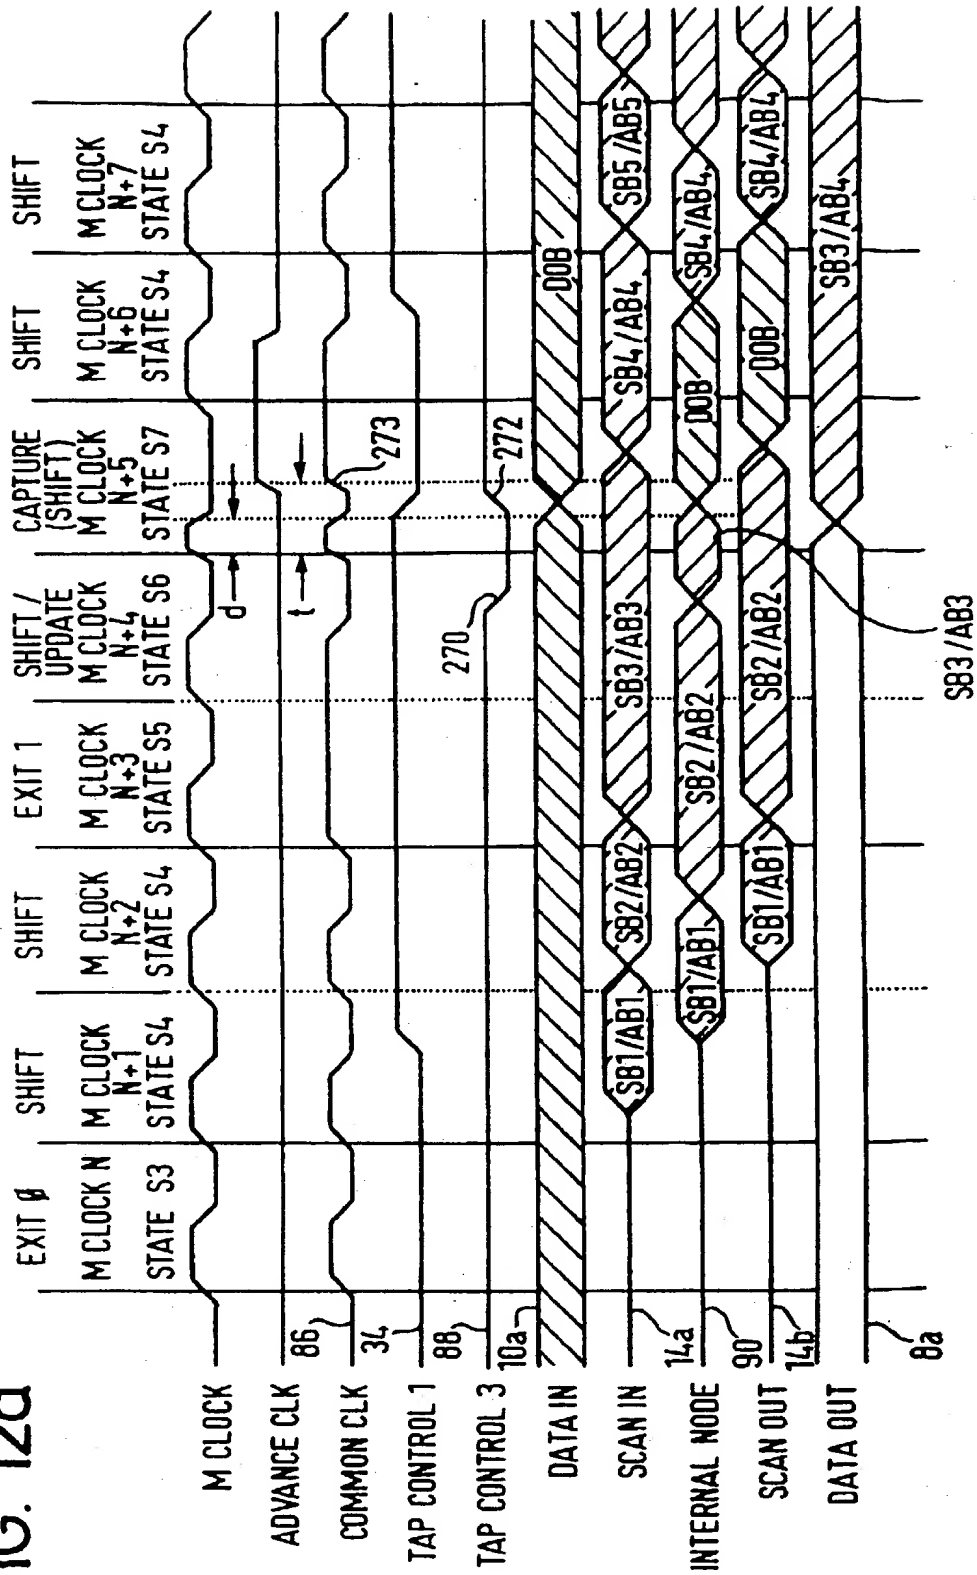 FIG. 12a
EXIT Ø
M CLOCK N
STATE S3
SHIFT
M CLOCK
N+1
STATE S4
SHIFT
M CLOCK
N+2
STATE S4
EXIT 1
M CLOCK
N+3
STATE S5
SHIFT /
UPDATE
M CLOCK
N+4
STATE S6
CAPTURE
(SHIFT)
M CLOCK
N+5
STATE S7
SHIFT
M CLOCK
N+6
STATE S4
SHIFT
M CLOCK
N+7
STATE S4
M CLOCK
d
ADVANCE CLK
86
t
COMMON CLK
34
273
TAP CONTROL 1
88
270
272
TAP CONTROL 3
10a
DATA IN
DOB
SCAN IN
14a
SB1/AB1
SB2/AB2
SB3/AB3
SB4/AB4
SB5/AB5
INTERNAL NODE
90
SB1/AB1
SB2/AB2
DOB
SB4/AB4
SCAN OUT
14b
SB1/AB1
SB2/AB2
DOB
SB4/AB4
DATA OUT
8a
SB3/AB4
SB3/AB3